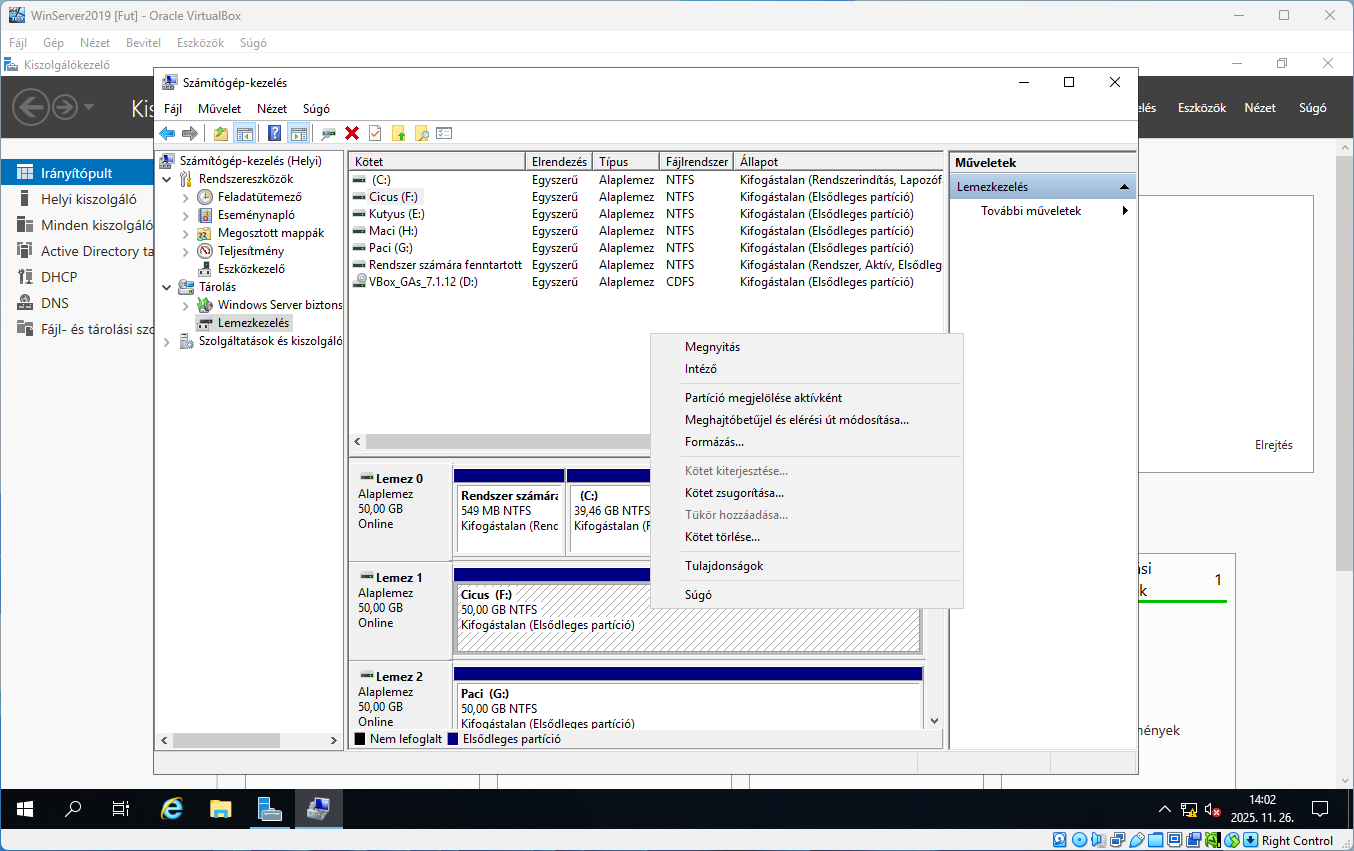 WinServer2019 [Fut] - Oracle VirtualBox
Fájl Gép Nézet Bevitel Eszközök Súgó
Kiszolgálókezelő
Számítógép-kezelés
Fájl Művelet Nézet Súgó
Eszközök Nézet Súgó
Irányítópult
Helyi kiszolgáló
Minden kiszolgáló
Active Directory ta
DHCP
DNS
Fájl- és tárolási szo
Számítógép-kezelés (Helyi)
Rendszereszközök
Feladatütemező
Eseménynapló
Megosztott mappák
Teljesítmény
Eszközkezelő
Tárolás
Windows Server biztons
Lemezkezelés
Szolgáltatások és kiszolgáló
Kötet Elrendezés Típus Fájlrendszer Állapot
(C:) Egyszerű Alaplemez NTFS Kifogástalan (Rendszerindítás, Lapozóf
Cicus (F:) Egyszerű Alaplemez NTFS Kifogástalan (Elsődleges partíció)
Kutyus (E:) Egyszerű Alaplemez NTFS Kifogástalan (Elsődleges partíció)
Maci (H:) Egyszerű Alaplemez NTFS Kifogástalan (Elsődleges partíció)
Paci (G:) Egyszerű Alaplemez NTFS Kifogástalan (Elsődleges partíció)
Rendszer számára fenntartott Egyszerű Alaplemez NTFS Kifogástalan (Rendszer, Aktív, Elsődleg
VBox_GAs_7.1.12 (D:) Egyszerű Alaplemez CDFS Kifogástalan (Elsődleges partíció)
Műveletek
Lemezkezelés
További műveletek
Megnyitás
Intéző
Partíció megjelölése aktívként
Meghajtóbetűjel és elérési út módosítása...
Formázás...
Kötet kiterjesztése...
Kötet zsugorítása...
Tükör hozzáadása...
Kötet törlése...
Tulajdonságok
Súgó
Lemez 0
Alaplemez
50,00 GB
Online
Rendszer számára
549 MB NTFS
Kifogástalan (Rend
(C:)
39,46 GB NTFS
Kifogástalan (R
Lemez 1
Alaplemez
50,00 GB
Online
Cicus (F:)
50,00 GB NTFS
Kifogástalan (Elsődleges partíció)
Lemez 2
Alaplemez
50,00 GB
Online
Paci (G:)
50,00 GB NTFS
Kifogástalan (Elsődleges partíció)
Nem lefoglalt Elsődleges partíció
Elrejtés
1
14:02
2025. 11. 26.
Right Control